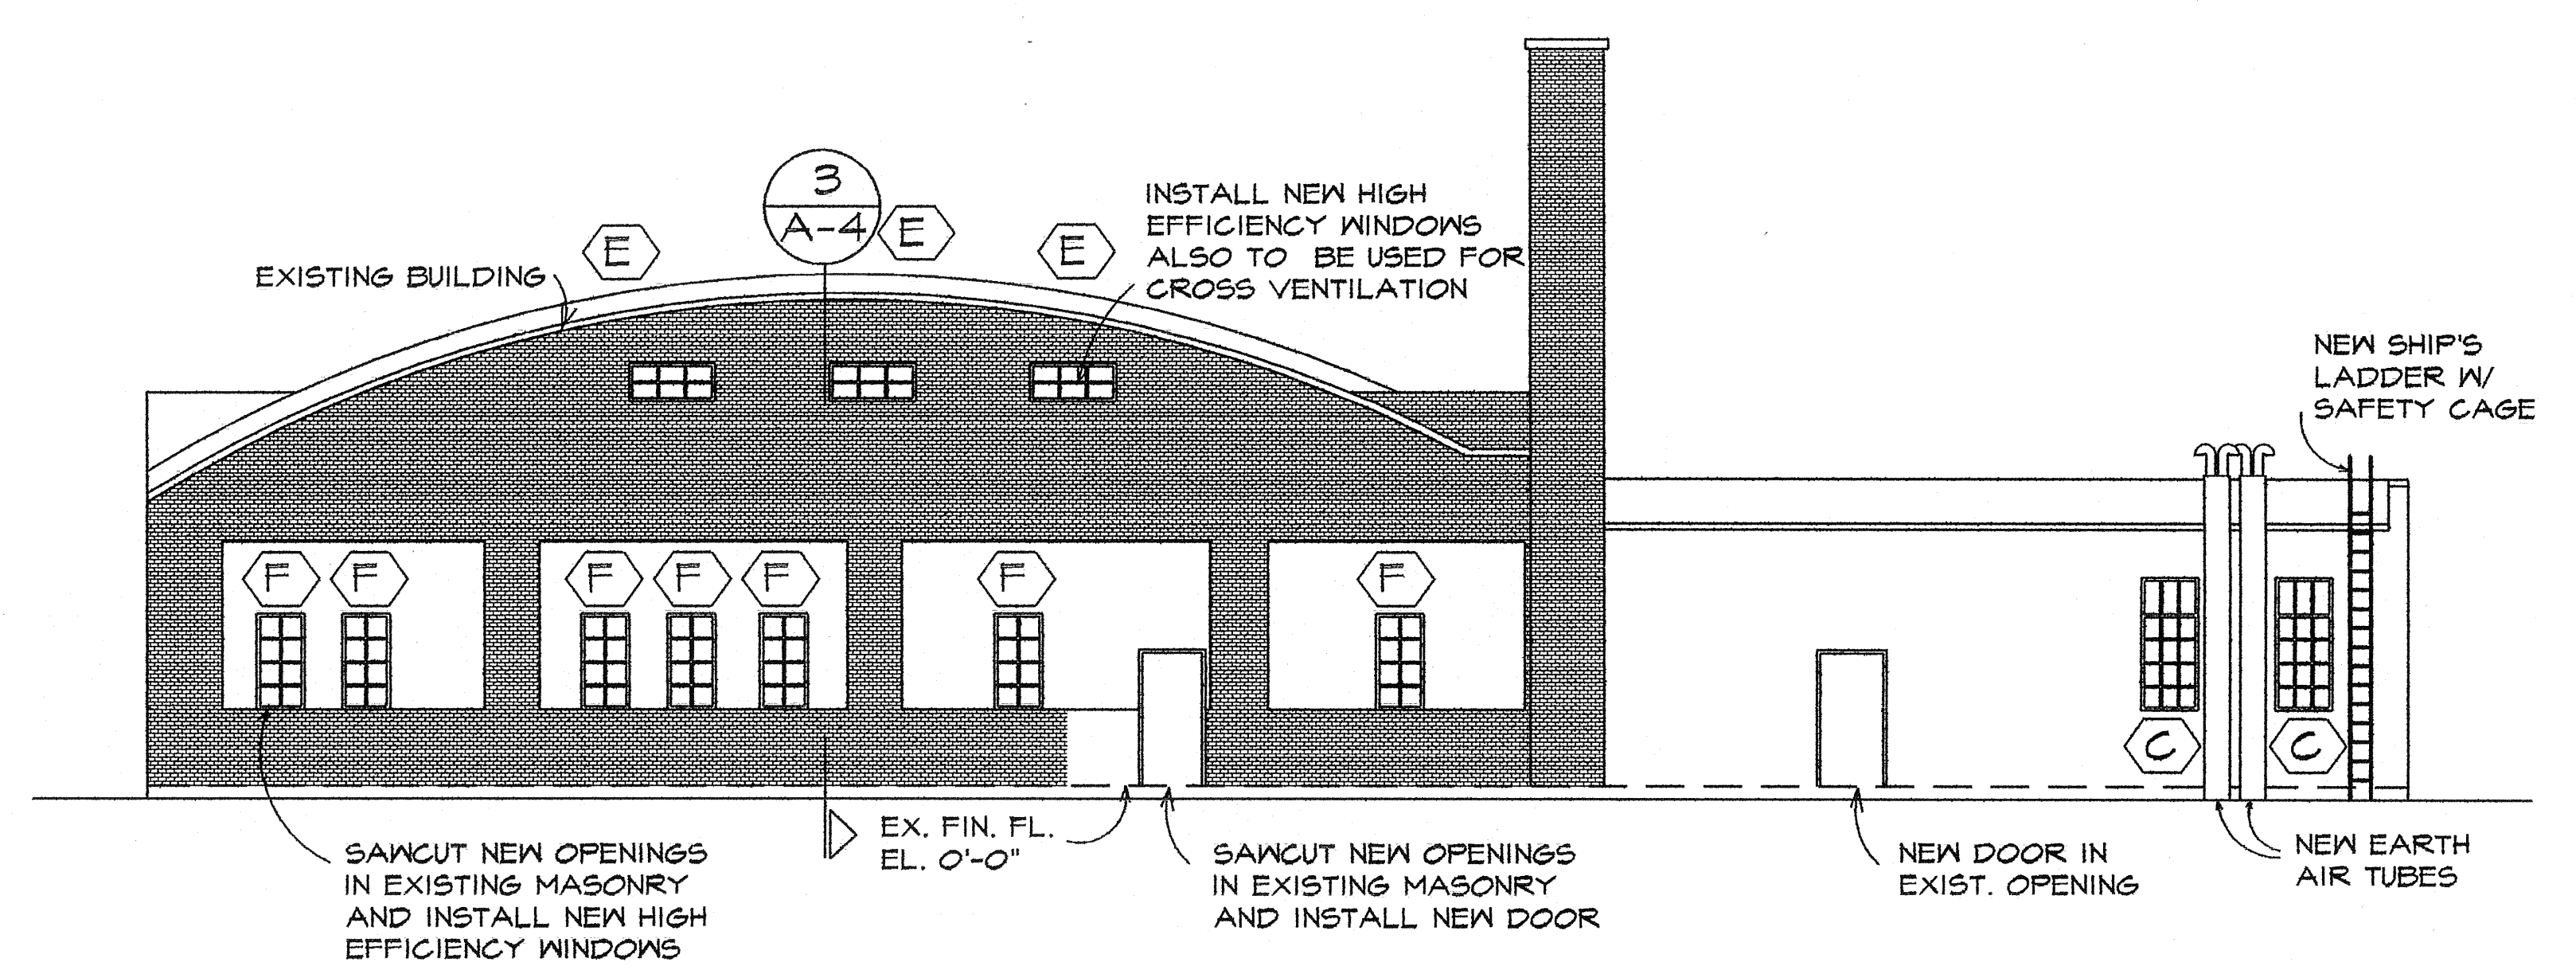 3
A-4
E
E
E
INSTALL NEW HIGH
EFFICIENCY WINDOWS
ALSO TO BE USED FOR
CROSS VENTILATION
EXISTING BUILDING
NEW SHIP'S
LADDER W/
SAFETY CAGE
F
F
F
F
F
F
F
C
C
EX. FIN. FL.
EL. 0'-0"
SAWCUT NEW OPENINGS
IN EXISTING MASONRY
AND INSTALL NEW HIGH
EFFICIENCY WINDOWS
SAWCUT NEW OPENINGS
IN EXISTING MASONRY
AND INSTALL NEW DOOR
NEW DOOR IN
EXIST. OPENING
NEW EARTH
AIR TUBES